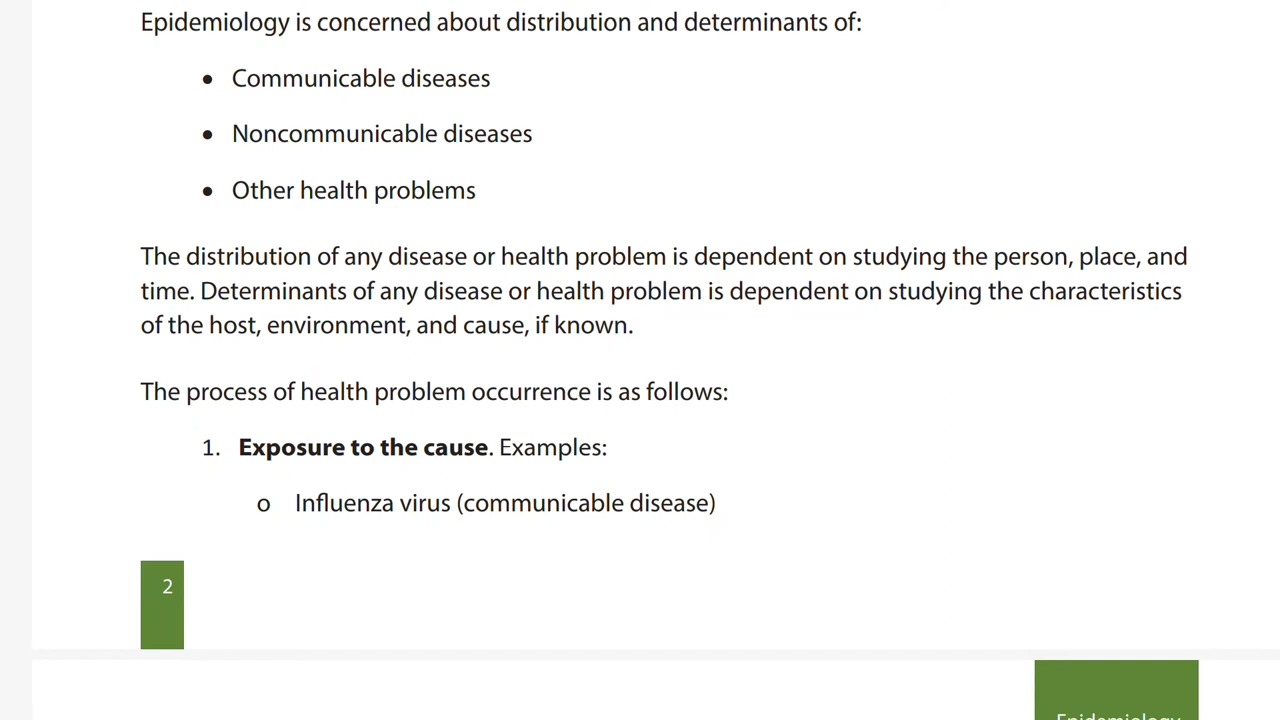 Epidemiology is concerned about distribution and determinants of:
• Communicable diseases
• Noncommunicable diseases
• Other health problems
The distribution of any disease or health problem is dependent on studying the person, place, and
time. Determinants of any disease or health problem is dependent on studying the characteristics
of the host, environment, and cause, if known.
The process of health problem occurrence is as follows:
1. Exposure to the cause. Examples:
o Influenza virus (communicable disease)
2
Epidemiology